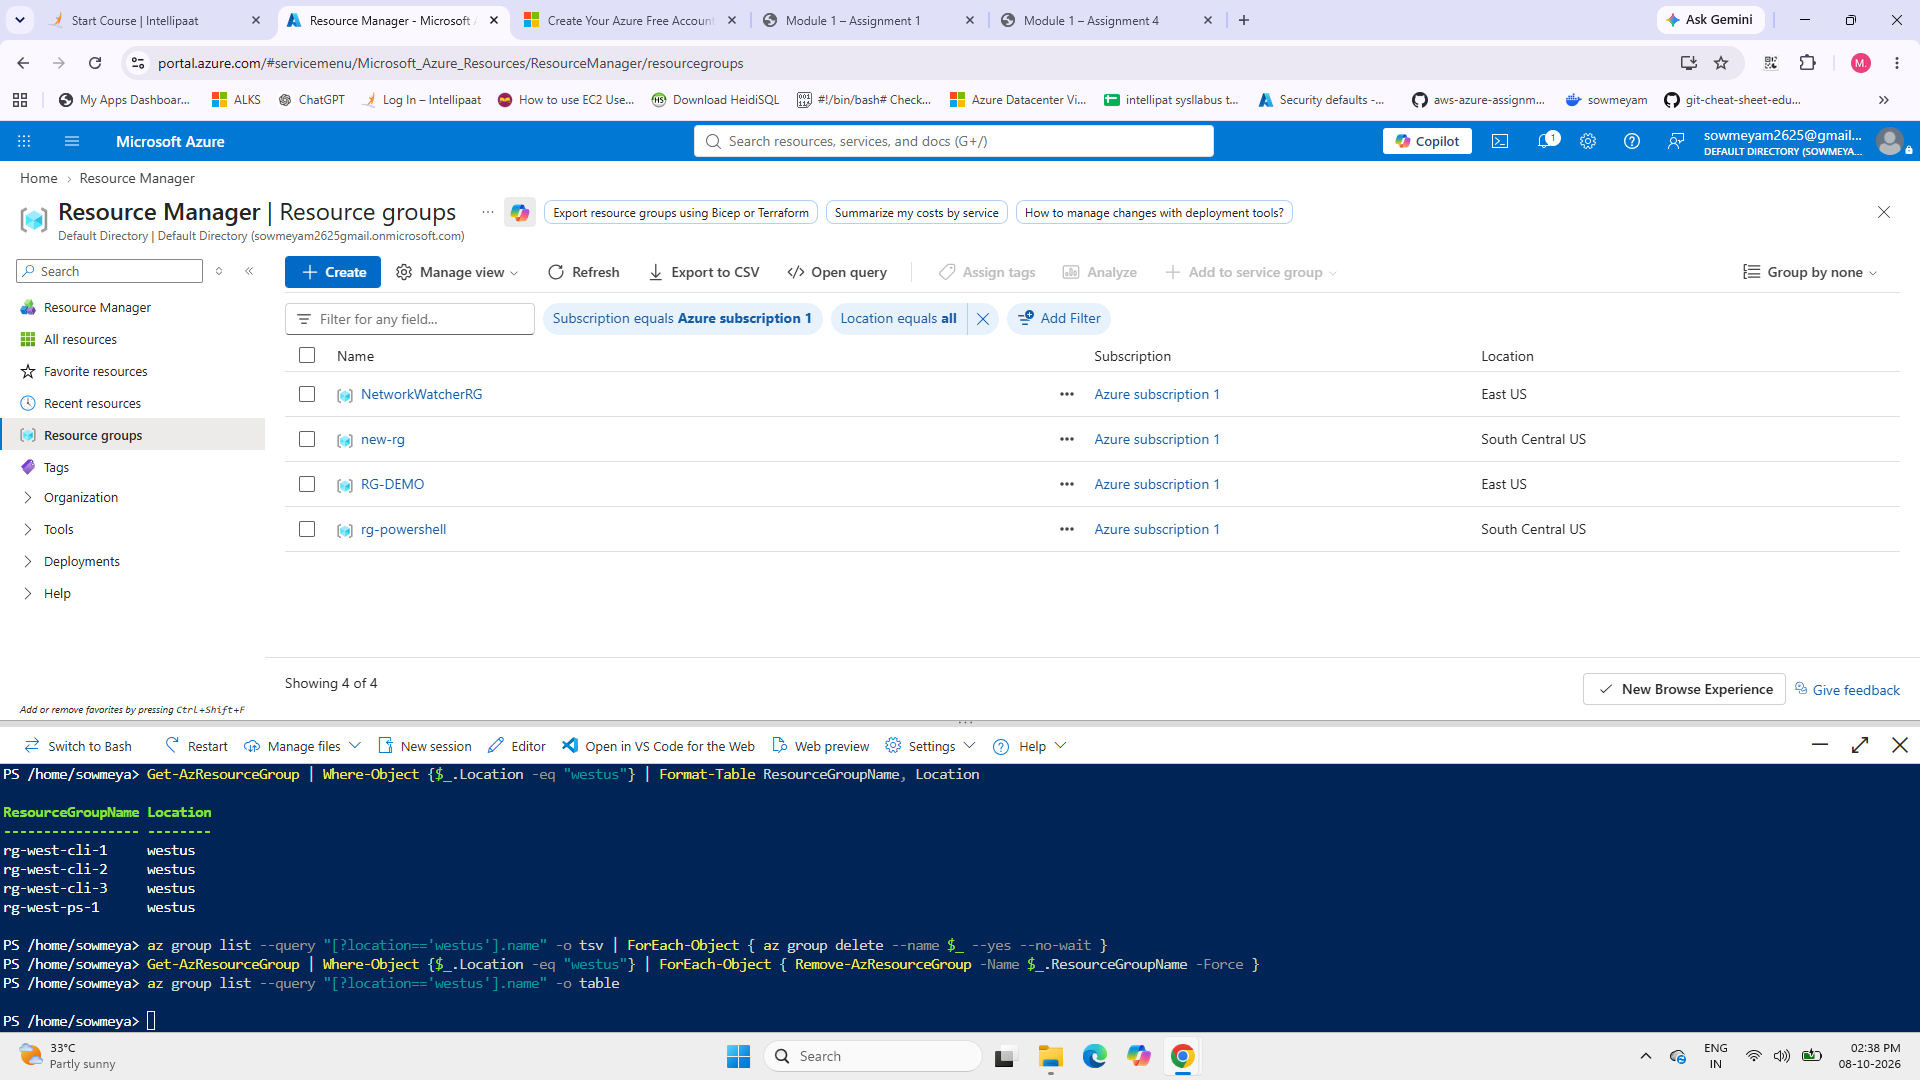 Start Course | Intellipaat
Resource Manager - Microsoft A
Create Your Azure Free Account
Module 1 – Assignment 1
Module 1 – Assignment 4
Ask Gemini
portal.azure.com/#servicemenu/Microsoft_Azure_Resources/ResourceManager/resourcegroups
M.
My Apps Dashboar...
ALKS
ChatGPT
Log In – Intellipaat
How to use EC2 Use...
Download HeidiSQL
#!/bin/bash# Check...
Azure Datacenter Vi...
intellipat sysllabus t...
Security defaults -...
aws-azure-assignm...
sowmeyam
git-cheat-sheet-edu...
Microsoft Azure
Search resources, services, and docs (G+/)
Copilot
1
sowmeyam2625@gmail...
DEFAULT DIRECTORY (SOWMEYA...
Home > Resource Manager
Resource Manager | Resource groups
Default Directory | Default Directory (sowmeyam2625gmail.onmicrosoft.com)
Export resource groups using Bicep or Terraform
Summarize my costs by service
How to manage changes with deployment tools?
Search
Resource Manager
All resources
Favorite resources
Recent resources
Resource groups
Tags
Organization
Tools
Deployments
Help
Add or remove favorites by pressing Ctrl+Shift+F
Create
Manage view
Refresh
Export to CSV
Open query
Assign tags
Analyze
Add to service group
Group by none
Filter for any field...
Subscription equals Azure subscription 1
Location equals all
Add Filter
Name Subscription Location
NetworkWatcherRG Azure subscription 1 East US
new-rg Azure subscription 1 South Central US
RG-DEMO Azure subscription 1 East US
rg-powershell Azure subscription 1 South Central US
Showing 4 of 4
New Browse Experience
Give feedback
Switch to Bash
Restart
Manage files
New session
Editor
Open in VS Code for the Web
Web preview
Settings
Help
PS /home/sowmeya> Get-AzResourceGroup | Where-Object {$_.Location -eq "westus"} | Format-Table ResourceGroupName, Location
ResourceGroupName Location
----------------- --------
rg-west-cli-1 westus
rg-west-cli-2 westus
rg-west-cli-3 westus
rg-west-ps-1 westus
PS /home/sowmeya> az group list --query "[?location=='westus'].name" -o tsv | ForEach-Object { az group delete --name $_ --yes --no-wait }
PS /home/sowmeya> Get-AzResourceGroup | Where-Object {$_.Location -eq "westus"} | ForEach-Object { Remove-AzResourceGroup -Name $_.ResourceGroupName -Force }
PS /home/sowmeya> az group list --query "[?location=='westus'].name" -o table
PS /home/sowmeya>
33°C
Partly sunny
Search
ENG
IN
02:38 PM
08-10-2026